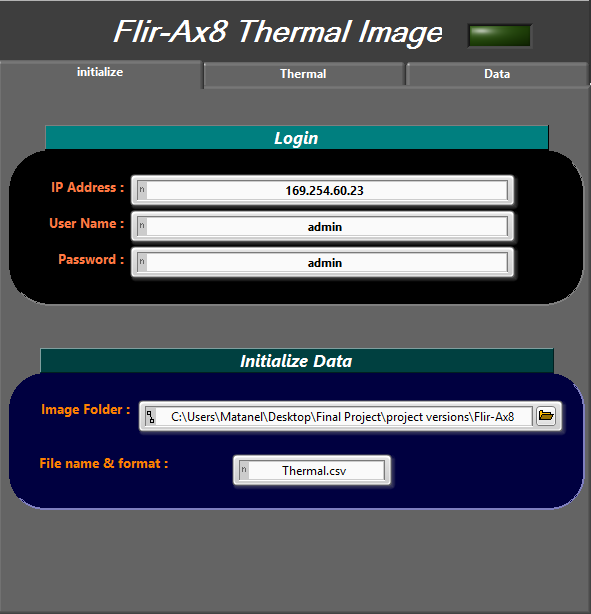 Flir-Ax8 Thermal Image
initialize
Thermal
Data
Login
IP Address :
169.254.60.23
User Name :
admin
Password :
admin
Initialize Data
Image Folder :
C:\Users\Matanel\Desktop\Final Project\project versions\Flir-Ax8
File name & format :
Thermal.csv